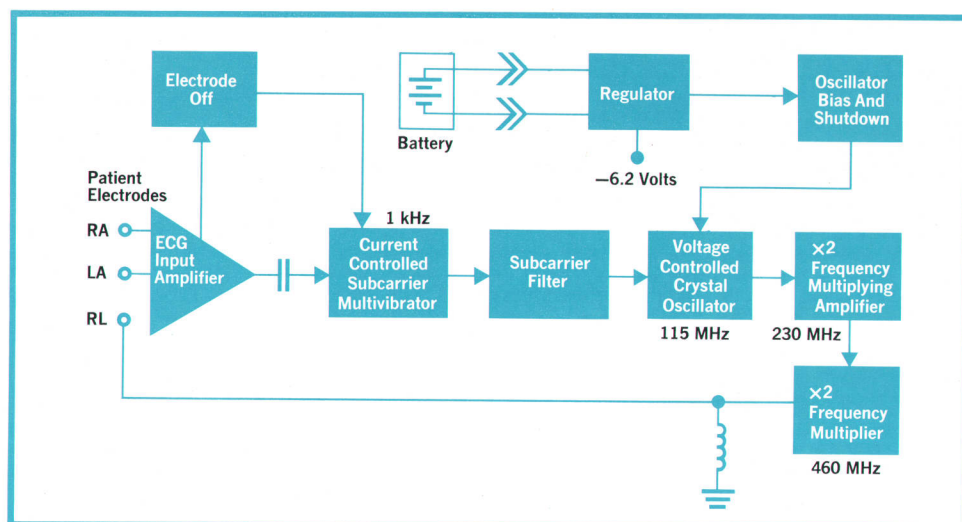 Electrode
Off
Battery
Regulator
−6.2 Volts
Oscillator
Bias And
Shutdown
Patient
Electrodes
RA
LA
RL
ECG
Input
Amplifier
1 kHz
Current
Controlled
Subcarrier
Multivibrator
Subcarrier
Filter
Voltage
Controlled
Crystal
Oscillator
115 MHz
×2
Frequency
Multiplying
Amplifier
230 MHz
×2
Frequency
Multiplier
460 MHz